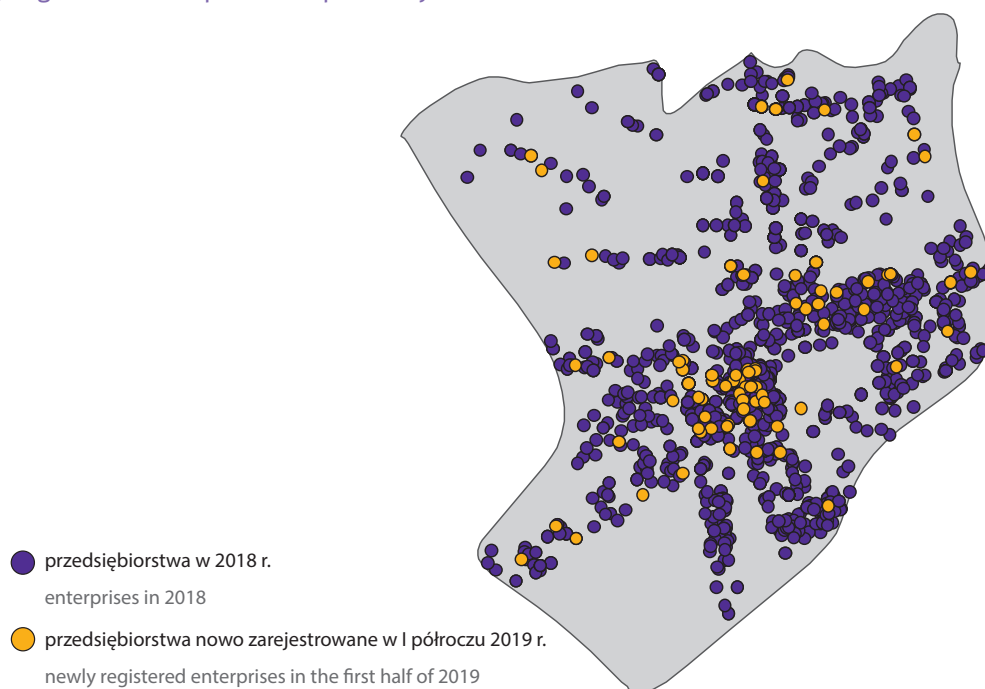 przedsiębiorstwa w 2018 r.
enterprises in 2018
przedsiębiorstwa nowo zarejestrowane w I półroczu 2019 r.
newly registered enterprises in the first half of 2019